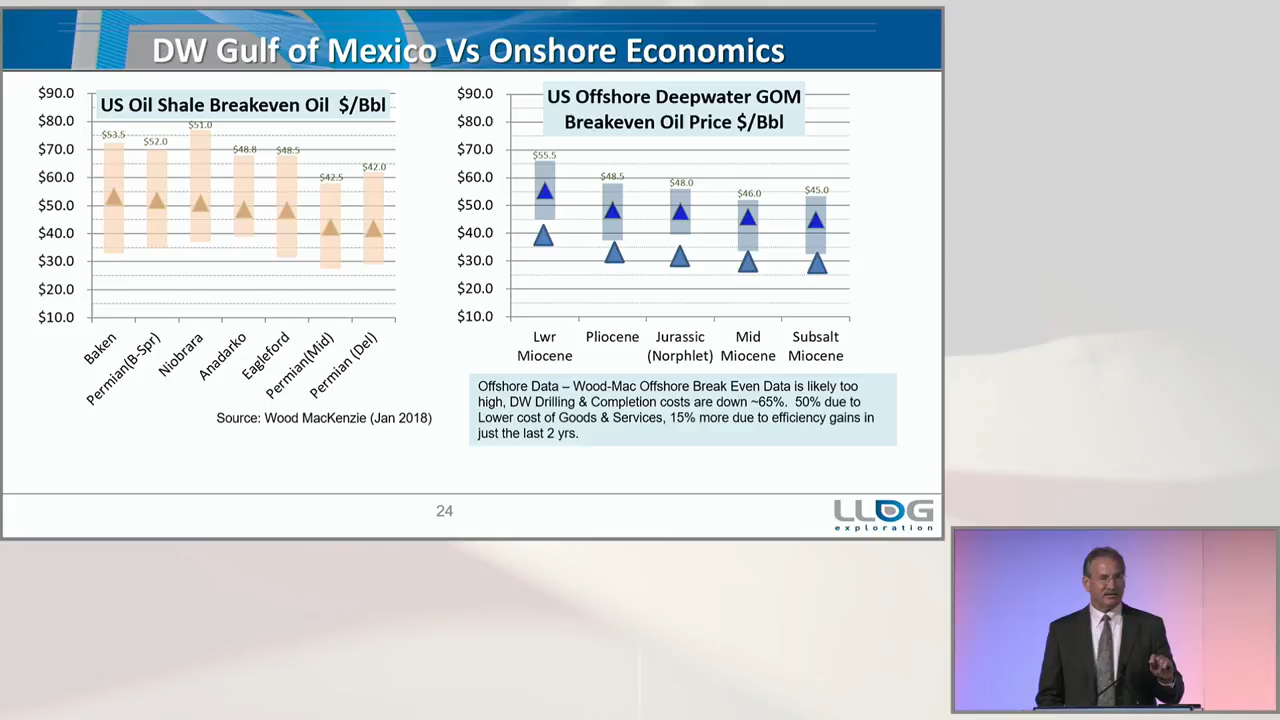 DW Gulf of Mexico Vs Onshore Economics
US Oil Shale Breakeven Oil $/Bbl
$90.0
$80.0
$70.0
$60.0
$50.0
$40.0
$30.0
$20.0
$10.0
$53.5
$52.0
$51.0
$48.8
$48.5
$42.5
$42.0
Baken
Permian(B-Spr)
Niobrara
Anadarko
Eagleford
Permian(Mid)
Permian (Del)
Source: Wood MacKenzie (Jan 2018)
US Offshore Deepwater GOM
Breakeven Oil Price $/Bbl
$90.0
$80.0
$70.0
$60.0
$50.0
$40.0
$30.0
$20.0
$10.0
$55.5
$48.5
$48.0
$46.0
$45.0
Lwr
Miocene
Pliocene
Jurassic
(Norphlet)
Mid
Miocene
Subsalt
Miocene
Offshore Data – Wood-Mac Offshore Break Even Data is likely too
high, DW Drilling & Completion costs are down ~65%. 50% due to
Lower cost of Goods & Services, 15% more due to efficiency gains in
just the last 2 yrs.
24
LLOG
exploration